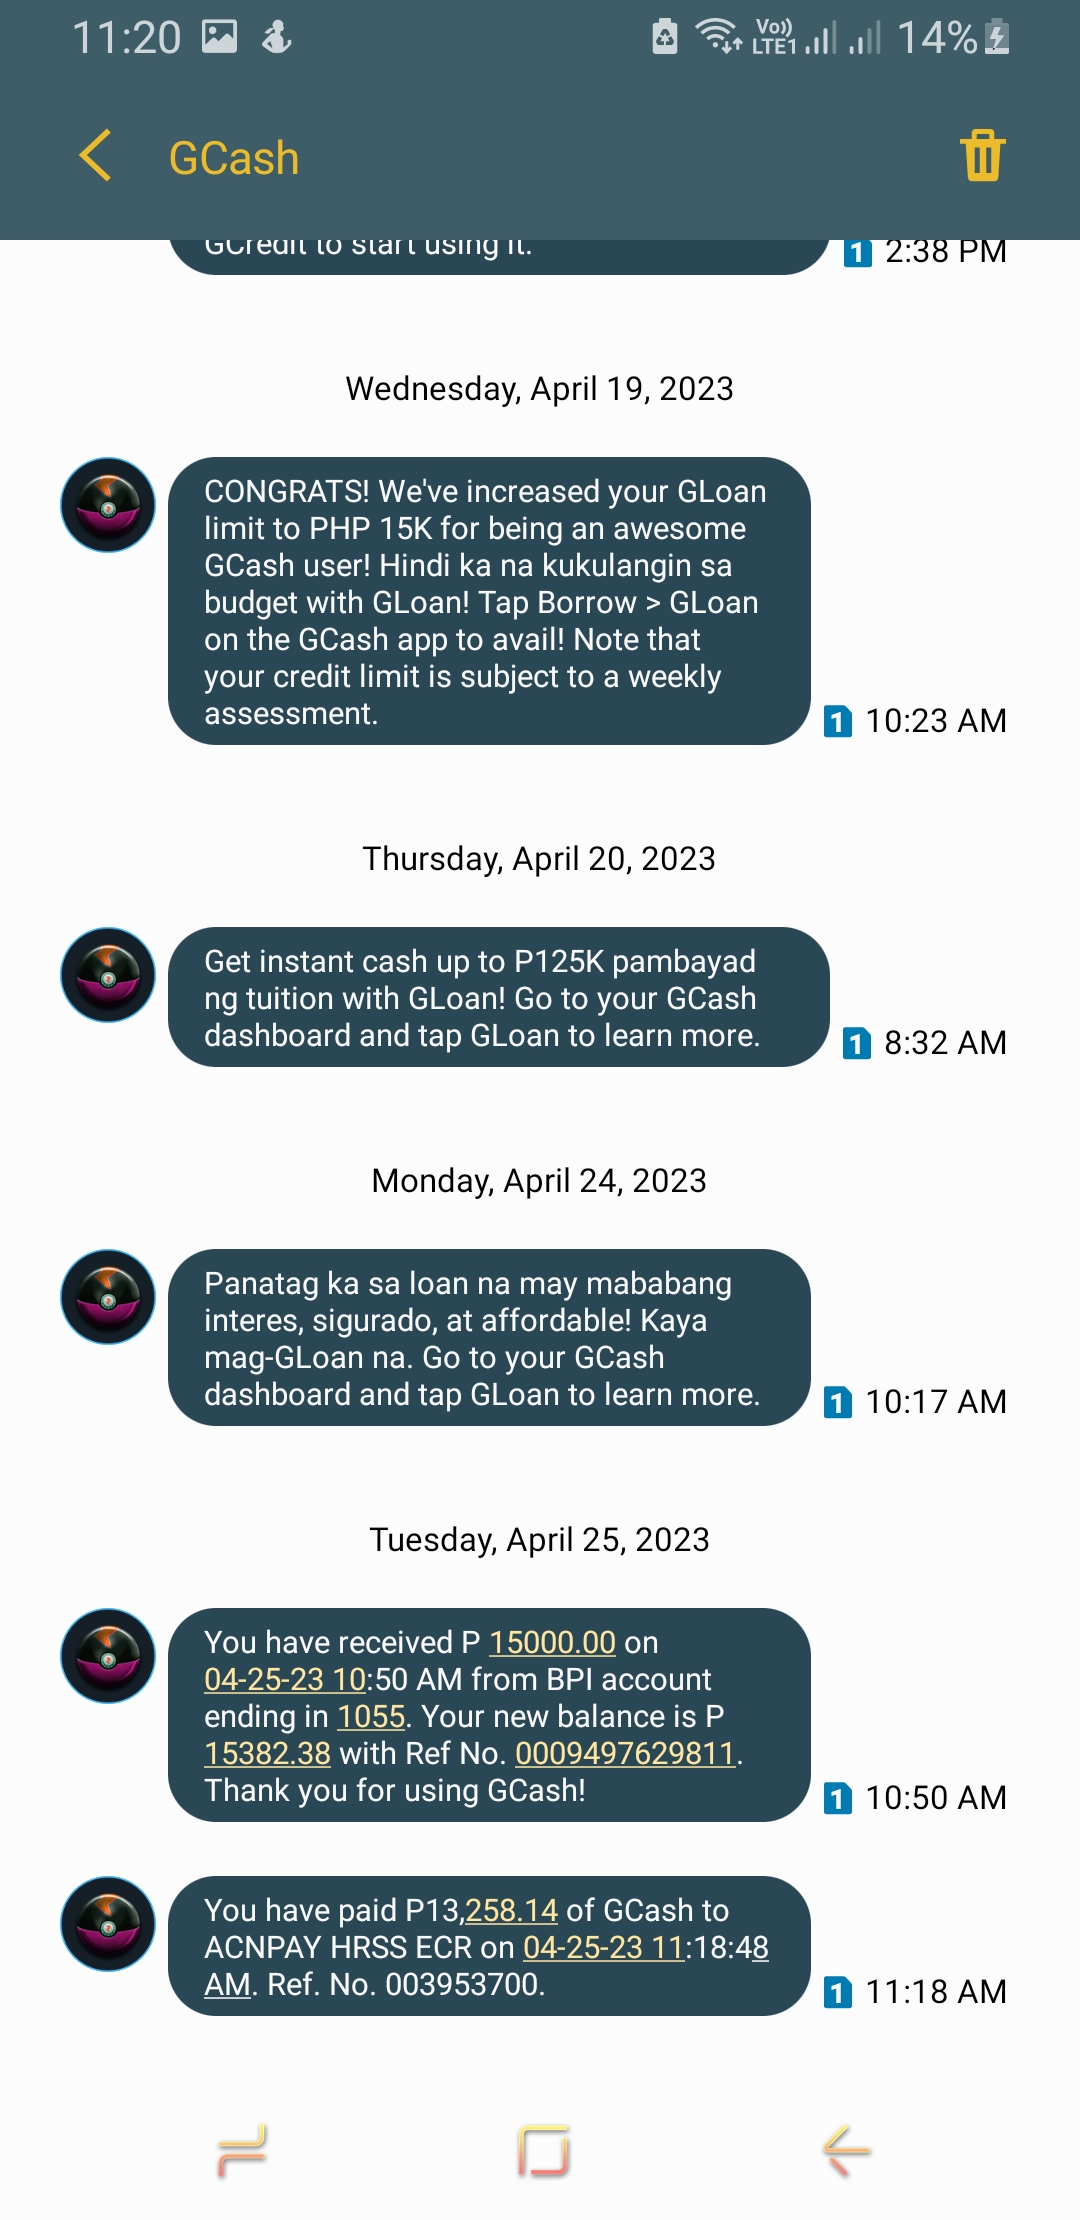 11:20
Vo)) LTE1
14%
GCash
GCredit to start using it.
1 2:38 PM
Wednesday, April 19, 2023
CONGRATS! We've increased your GLoan
limit to PHP 15K for being an awesome
GCash user! Hindi ka na kukulangin sa
budget with GLoan! Tap Borrow > GLoan
on the GCash app to avail! Note that
your credit limit is subject to a weekly
assessment.
1 10:23 AM
Thursday, April 20, 2023
Get instant cash up to P125K pambayad
ng tuition with GLoan! Go to your GCash
dashboard and tap GLoan to learn more.
1 8:32 AM
Monday, April 24, 2023
Panatag ka sa loan na may mababang
interes, sigurado, at affordable! Kaya
mag-GLoan na. Go to your GCash
dashboard and tap GLoan to learn more.
1 10:17 AM
Tuesday, April 25, 2023
You have received P 15000.00 on
04-25-23 10:50 AM from BPI account
ending in 1055. Your new balance is P
15382.38 with Ref No. 0009497629811.
Thank you for using GCash!
1 10:50 AM
You have paid P13,258.14 of GCash to
ACNPAY HRSS ECR on 04-25-23 11:18:48
AM. Ref. No. 003953700.
1 11:18 AM